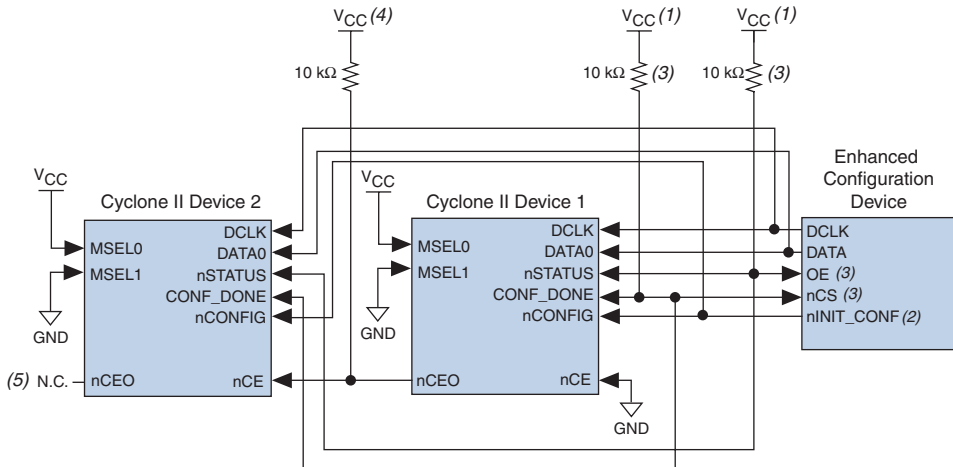 VCC (4)
VCC (1)
VCC (1)
10 kΩ
10 kΩ (3)
10 kΩ (3)
Enhanced
Configuration
Device
VCC
Cyclone II Device 2
VCC
Cyclone II Device 1
MSEL0
MSEL1
GND
DCLK
DATA0
nSTATUS
CONF_DONE
nCONFIG
(5) N.C.
nCEO
nCE
MSEL0
MSEL1
GND
DCLK
DATA0
nSTATUS
CONF_DONE
nCONFIG
nCEO
nCE
GND
DCLK
DATA
OE (3)
nCS (3)
nINIT_CONF (2)